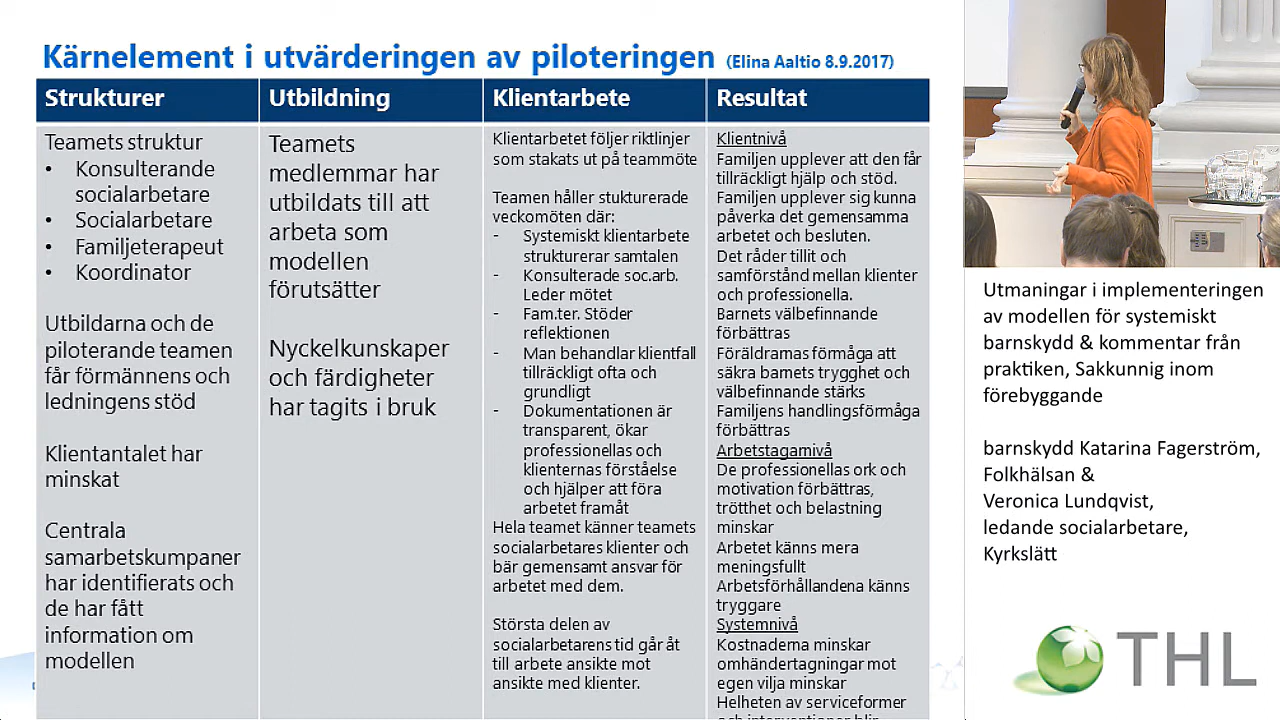 Kärnelement i utvärderingen av piloteringen (Elina Aaltio 8.9.2017)
Strukturer
Teamets struktur
• Konsulterande
socialarbetare
• Socialarbetare
• Familjeterapeut
• Koordinator
Utbildarna och de
piloterande teamen
får förmännens och
ledningens stöd
Klientantalet har
minskat
Centrala
samarbetskumpaner
har identifierats och
de har fått
information om
modellen
Utbildning
Teamets
medlemmar har
utbildats till att
arbeta som
modellen
förutsätter
Nyckelkunskaper
och färdigheter
har tagits i bruk
Klientarbete
Klientarbetet följer riktlinjer
som stakats ut på teammöte
Teamen håller stukturerade
veckomöten där:
- Systemiskt klientarbete
strukturerar samtalen
- Konsulterade soc.arb.
Leder mötet
- Fam.ter. Stöder
reflektionen
- Man behandlar klientfall
tillräckligt ofta och
grundligt
- Dokumentationen är
transparent, ökar
professionellas och
klienternas förståelse
och hjälper att föra
arbetet framåt
Hela teamet känner teamets
socialarbetares klienter och
bär gemensamt ansvar för
arbetet med dem.
Största delen av
socialarbetarens tid går åt
till arbete ansikte mot
ansikte med klienter.
Resultat
Klientnivå
Familjen upplever att den får
tillräckligt hjälp och stöd.
Familjen upplever sig kunna
påverka det gemensamma
arbetet och besluten.
Det råder tillit och
samförstånd mellan klienter
och professionella.
Barnets välbefinnande
förbättras
Föräldrarnas förmåga att
säkra barnets trygghet och
välbefinnande stärks
Familjens handlingsförmåga
förbättras
Arbetstagarnivå
De professionellas ork och
motivation förbättras,
trötthet och belastning
minskar
Arbetet känns mera
meningsfullt
Arbetsförhållandena känns
tryggare
Systemnivå
Kostnaderna minskar
omhändertagningar mot
egen vilja minskar
Helheten av serviceformer
och interventioner blir
Utmaningar i implementeringen
av modellen för systemiskt
barnskydd & kommentar från
praktiken, Sakkunnig inom
förebyggande
barnskydd Katarina Fagerström,
Folkhälsan &
Veronica Lundqvist,
ledande socialarbetare,
Kyrkslätt
THL